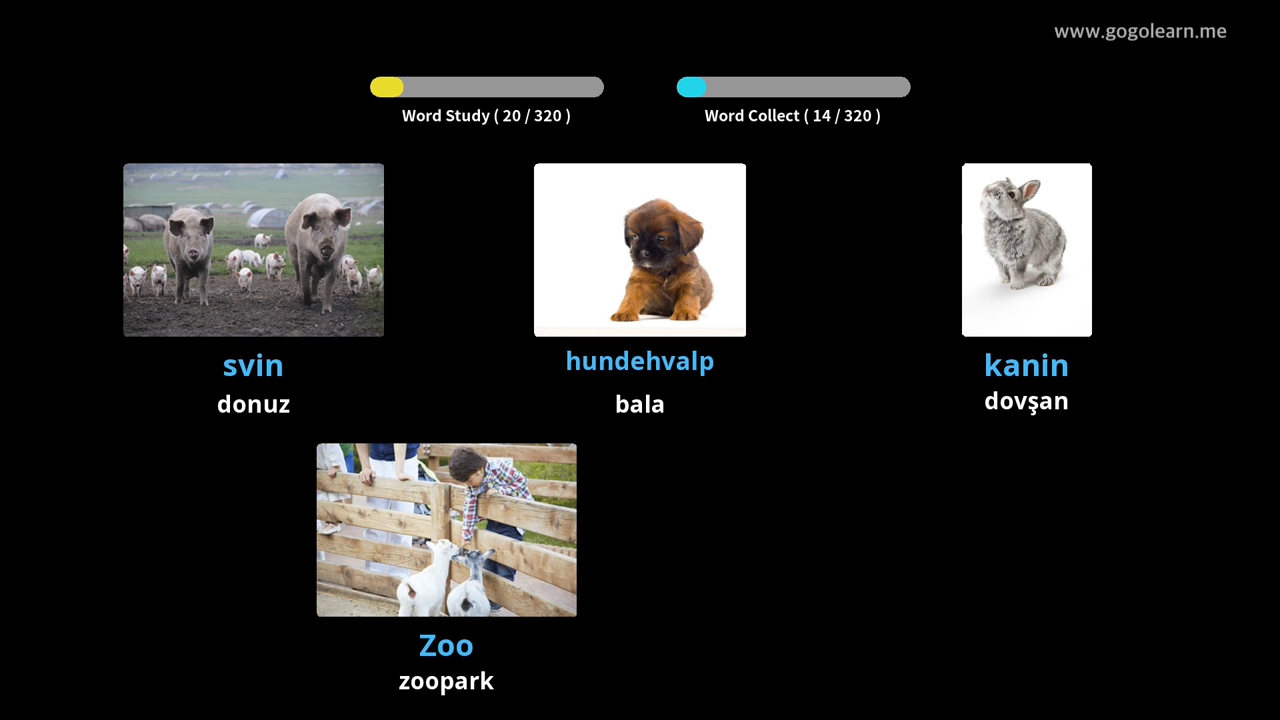 www.gogolearn.me
Word Study ( 20 / 320 )
Word Collect ( 14 / 320 )
svin
donuz
hundehvalp
bala
kanin
dovşan
Zoo
zoopark